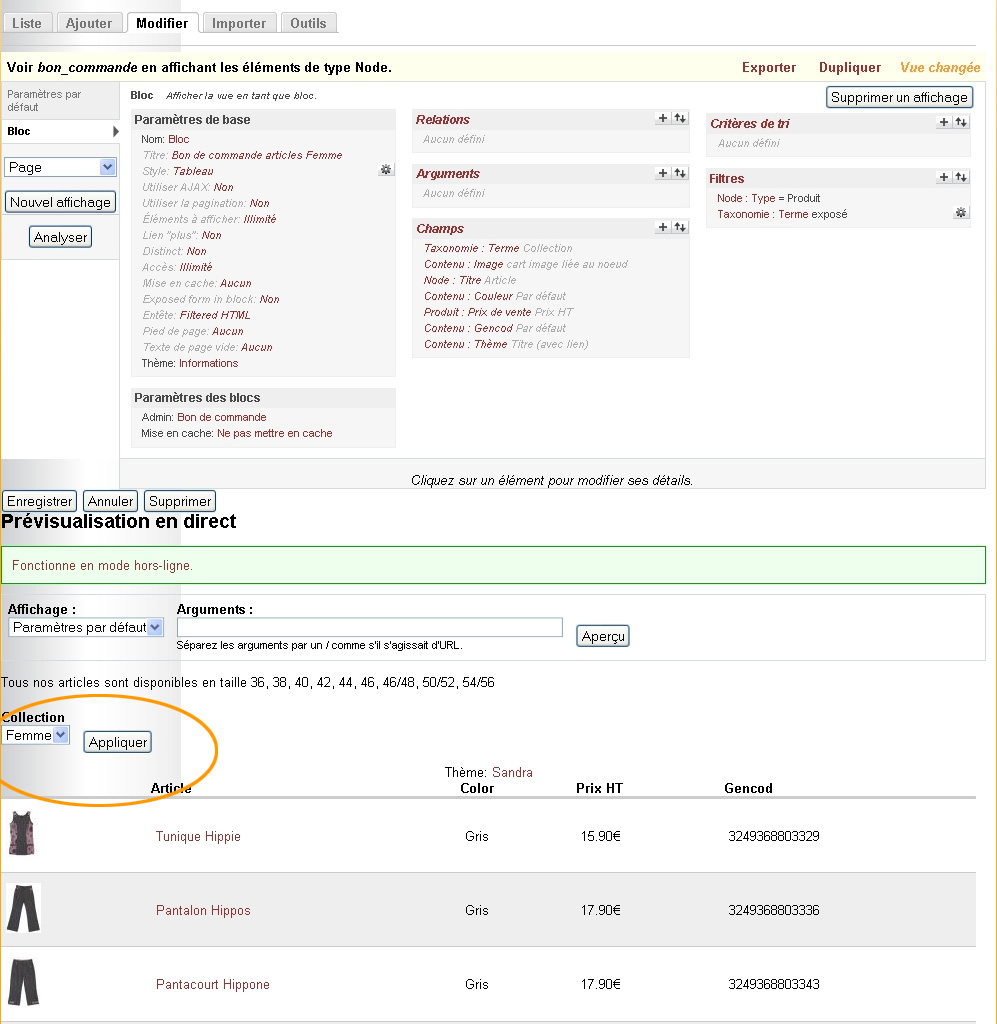 Liste Ajouter Modifier Importer Outils
Voir bon_commande en affichant les éléments de type Node. Exporter Dupliquer Vue changée
Paramètres par défaut
Bloc
Page
Nouvel affichage
Analyser
Bloc Afficher la vue en tant que bloc. Supprimer un affichage
Paramètres de base
Nom: Bloc
Titre: Bon de commande articles Femme
Style: Tableau
Utiliser AJAX: Non
Utiliser la pagination: Non
Éléments à afficher: Illimité
Lien "plus": Non
Distinct: Non
Accès: Illimité
Mise en cache: Aucun
Exposed form in block: Non
Entête: Filtered HTML
Pied de page: Aucun
Texte de page vide: Aucun
Thème: Informations
Paramètres des blocs
Admin: Bon de commande
Mise en cache: Ne pas mettre en cache
Relations
Aucun défini
Arguments
Aucun défini
Champs
Taxonomie : Terme Collection
Contenu : Image cart image liée au noeud
Node : Titre Article
Contenu : Couleur Par défaut
Produit : Prix de vente Prix HT
Contenu : Gencod Par défaut
Contenu : Thème Titre (avec lien)
Critères de tri
Aucun défini
Filtres
Node : Type = Produit
Taxonomie : Terme exposé
Cliquez sur un élément pour modifier ses détails.
Enregistrer Annuler Supprimer
Prévisualisation en direct
Fonctionne en mode hors-ligne.
Affichage : Arguments :
Paramètres par défaut Aperçu
Séparez les arguments par un / comme s'il s'agissait d'URL.
Tous nos articles sont disponibles en taille 36, 38, 40, 42, 44, 46, 46/48, 50/52, 54/56
Collection
Femme Appliquer
Thème: Sandra
Article Color Prix HT Gencod
Tunique Hippie Gris 15.90€ 3249368803329
Pantalon Hippos Gris 17.90€ 3249368803336
Pantacourt Hippone Gris 17.90€ 3249368803343